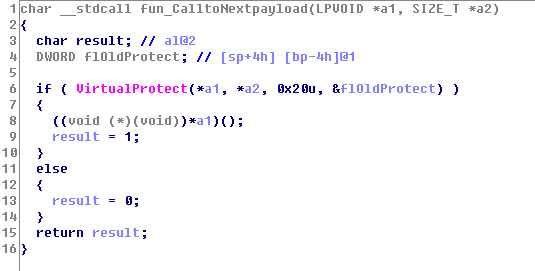 1 char __stdcall fun_CalltoNextpayload(LPVOID *a1, SIZE_T *a2)
2 {
3 char result; // al@2
4 DWORD flOldProtect; // [sp+4h] [bp-4h]@1
5
6 if ( VirtualProtect(*a1, *a2, 0x20u, &flOldProtect) )
7 {
8 ((void (*)(void))*a1)();
9 result = 1;
10 }
11 else
12 {
13 result = 0;
14 }
15 return result;
16 }